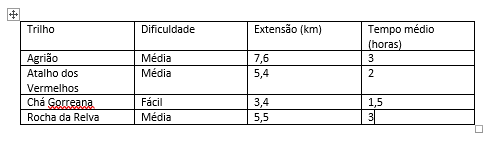 Trilho Dificuldade Extensão (km) Tempo médio
(horas)
Agrião Média 7,6 3
Atalho dos Média 5,4 2
Vermelhos
Chá Gorreana Fácil 3,4 1,5
Rocha da Relva Média 5,5 3